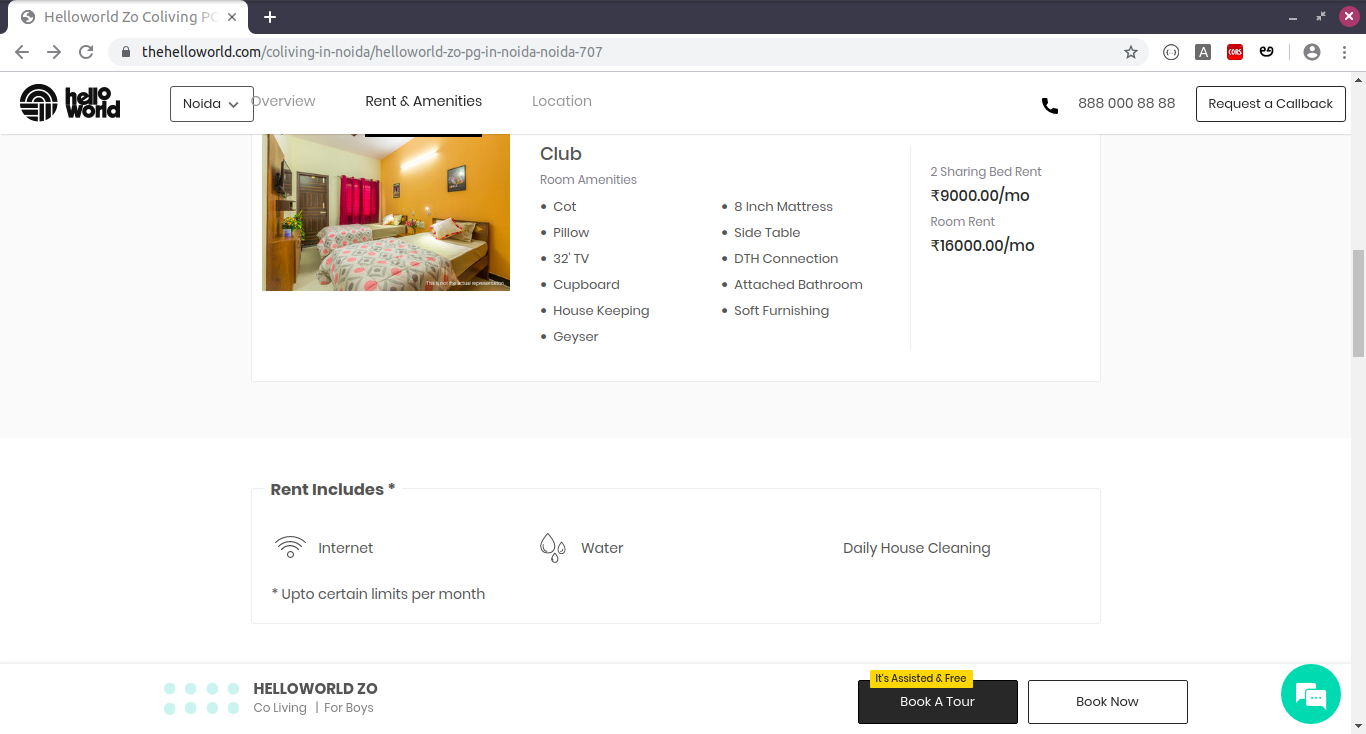 Helloworld Zo Coliving PG
thehelloworld.com/coliving-in-noida/helloworld-zo-pg-in-noida-noida-707
A
CORS
hello world
Noida
Overview
Rent & Amenities
Location
888 000 88 88
Request a Callback
This is not the actual representation
Club
Room Amenities
Cot
8 Inch Mattress
Pillow
Side Table
32' TV
DTH Connection
Cupboard
Attached Bathroom
House Keeping
Soft Furnishing
Geyser
2 Sharing Bed Rent
₹9000.00/mo
Room Rent
₹16000.00/mo
Rent Includes *
Internet
Water
Daily House Cleaning
* Upto certain limits per month
HELLOWORLD ZO
Co Living | For Boys
It's Assisted & Free
Book A Tour
Book Now